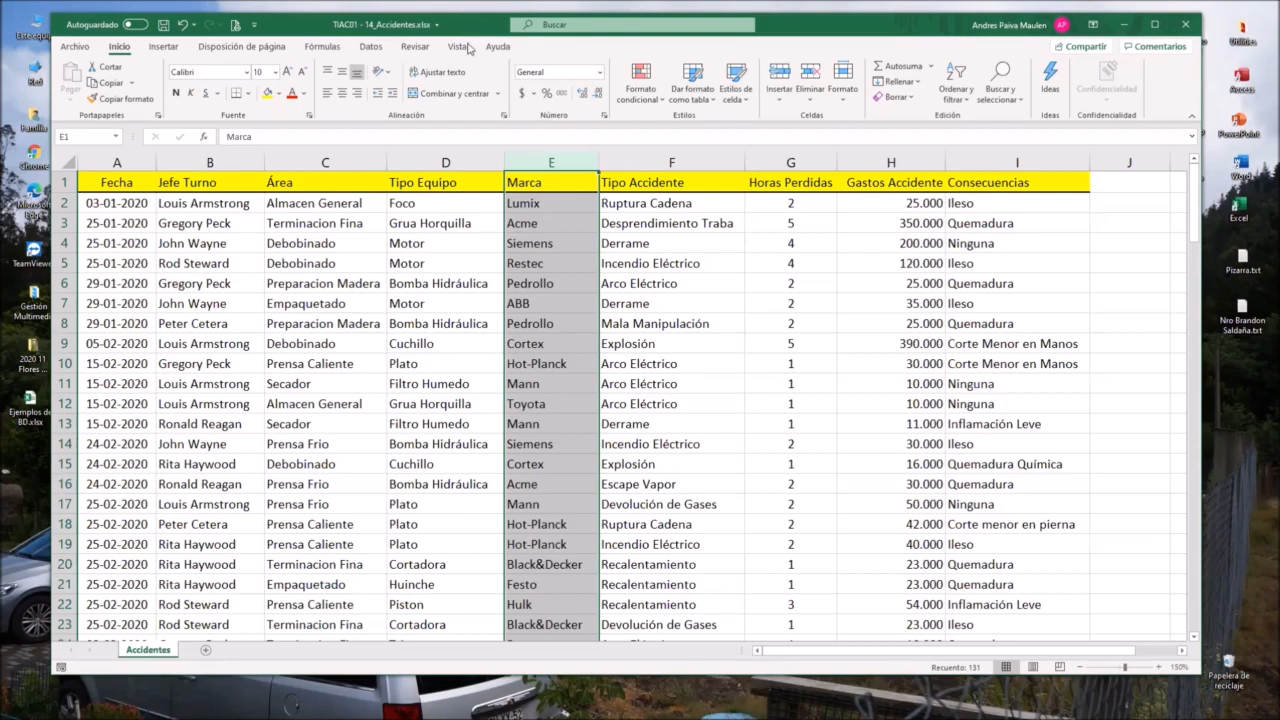 Autoguardado
TIAC01 - 14_Accidentes.xlsx
Buscar
Andres Paiva Maulen
AP
Archivo Inicio Insertar Disposición de página Fórmulas Datos Revisar Vista Ayuda
Compartir Comentarios
Pegar
Cortar
Copiar
Copiar formato
Portapapeles
Calibri 10
N K S
Fuente
Ajustar texto
Combinar y centrar
Alineación
General
$ % 000
Número
Formato condicional
Dar formato como tabla
Estilos de celda
Estilos
Insertar Eliminar Formato
Celdas
Autosuma
Rellenar
Borrar
Ordenar y filtrar
Buscar y seleccionar
Edición
Ideas
Ideas
Confidencialidad
Confidencialidad
E1 fx Marca
A B C D E F G H I J
1 Fecha Jefe Turno Área Tipo Equipo Marca Tipo Accidente Horas Perdidas Gastos Accidente Consecuencias
2 03-01-2020 Louis Armstrong Almacen General Foco Lumix Ruptura Cadena 2 25.000 Ileso
3 25-01-2020 Gregory Peck Terminacion Fina Grua Horquilla Acme Desprendimiento Traba 5 350.000 Quemadura
4 25-01-2020 John Wayne Debobinado Motor Siemens Derrame 4 200.000 Ninguna
5 25-01-2020 Rod Steward Debobinado Motor Restec Incendio Eléctrico 4 120.000 Ileso
6 29-01-2020 Gregory Peck Preparacion Madera Bomba Hidráulica Pedrollo Arco Eléctrico 2 25.000 Quemadura
7 29-01-2020 John Wayne Empaquetado Motor ABB Derrame 2 35.000 Ileso
8 29-01-2020 Peter Cetera Preparacion Madera Bomba Hidráulica Pedrollo Mala Manipulación 2 25.000 Quemadura
9 05-02-2020 Louis Armstrong Debobinado Cuchillo Cortex Explosión 5 390.000 Corte Menor en Manos
10 15-02-2020 Gregory Peck Prensa Caliente Plato Hot-Planck Arco Eléctrico 1 30.000 Corte Menor en Manos
11 15-02-2020 Louis Armstrong Secador Filtro Humedo Mann Arco Eléctrico 1 10.000 Ninguna
12 15-02-2020 Louis Armstrong Almacen General Grua Horquilla Toyota Arco Eléctrico 1 10.000 Ninguna
13 15-02-2020 Ronald Reagan Secador Filtro Humedo Mann Derrame 1 11.000 Inflamación Leve
14 24-02-2020 John Wayne Prensa Frio Bomba Hidráulica Siemens Incendio Eléctrico 2 30.000 Ileso
15 24-02-2020 Rita Haywood Debobinado Cuchillo Cortex Explosión 1 16.000 Quemadura Química
16 24-02-2020 Ronald Reagan Prensa Frio Bomba Hidráulica Acme Escape Vapor 2 30.000 Quemadura
17 25-02-2020 Louis Armstrong Prensa Frio Plato Mann Devolución de Gases 2 50.000 Ninguna
18 25-02-2020 Peter Cetera Prensa Caliente Plato Hot-Planck Ruptura Cadena 2 42.000 Corte menor en pierna
19 25-02-2020 Rita Haywood Prensa Caliente Plato Hot-Planck Incendio Eléctrico 2 40.000 Ileso
20 25-02-2020 Rita Haywood Terminacion Fina Cortadora Black&Decker Recalentamiento 1 23.000 Quemadura
21 25-02-2020 Rita Haywood Empaquetado Huinche Festo Recalentamiento 1 23.000 Quemadura
22 25-02-2020 Rod Steward Prensa Caliente Piston Hulk Recalentamiento 3 54.000 Inflamación Leve
23 25-02-2020 Rod Steward Terminacion Fina Cortadora Black&Decker Devolución de Gases 1 23.000 Quemadura
Accidentes
Recuento: 131
150%
Este equipo
Red
Familia
Chrome
Microsoft Edge
TeamViewer
Gestión Multimedi...
2020 11 Flores ...
Ejemplos de BD.xlsx
Utilities
Access
PowerPoint
Word
Excel
Pizarra.txt
Nro Brandon Saldaña.txt
Papelera de reciclaje